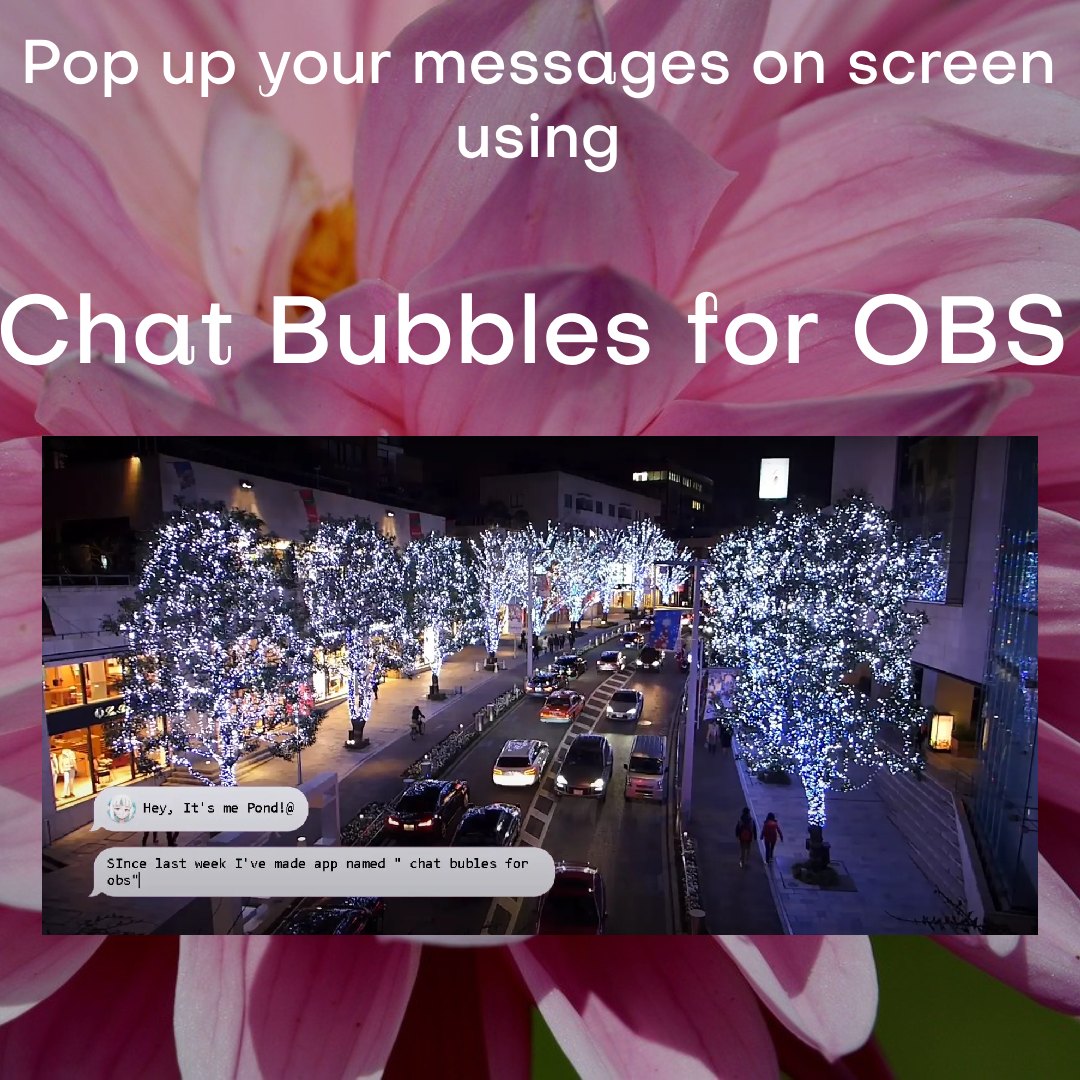 Pop up your messages on screen
using
Chat Bubbles for OBS
Hey, It's me Pond!@
SInce last week I've made app named " chat bubles for
obs"